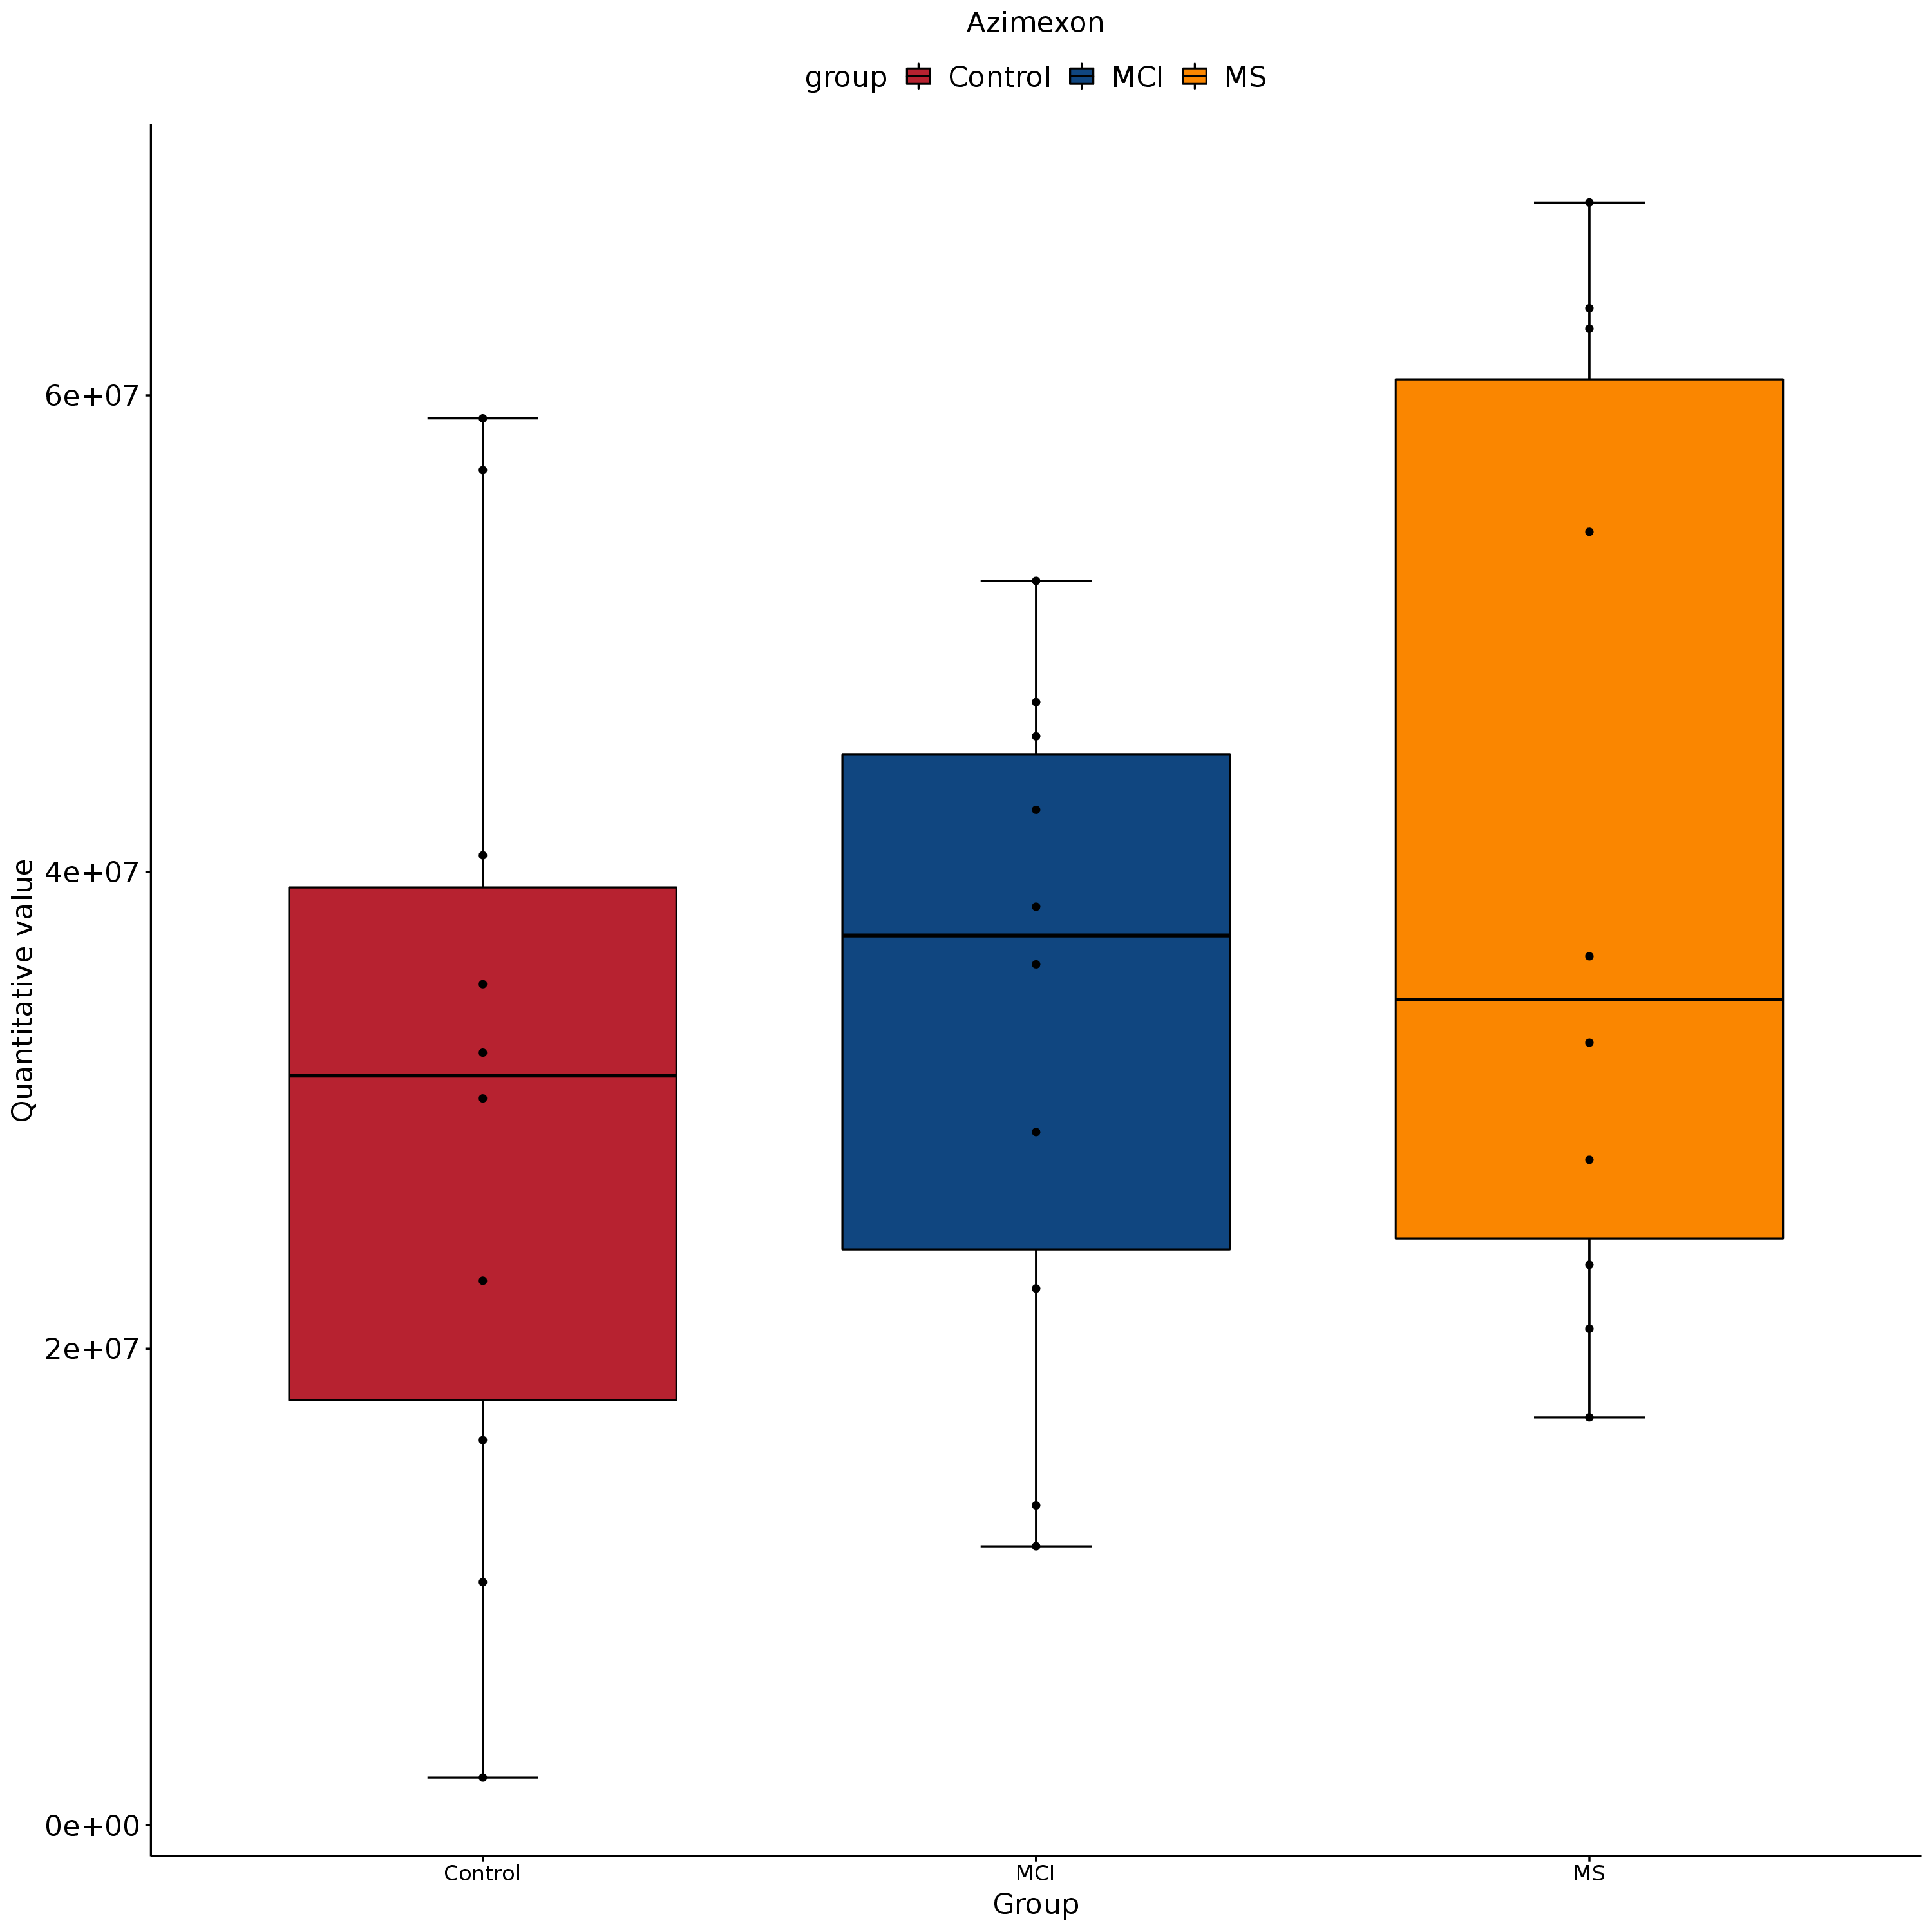 Azimexon
group Control MCI MS
Quantitative value
6e+07
4e+07
2e+07
0e+00
Control MCI MS
Group